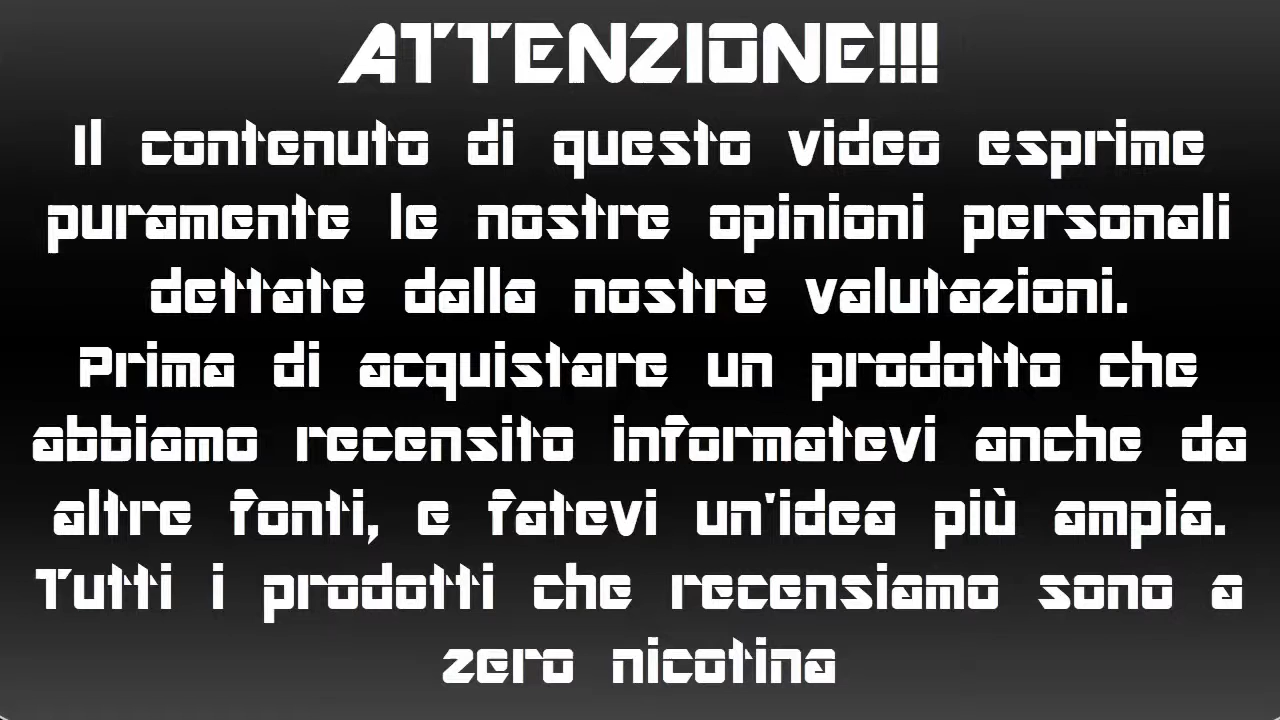 ATTENZIONE!!!
Il contenuto di questo video esprime
puramente le nostre opinioni personali
dettate dalla nostre valutazioni.
Prima di acquistare un prodotto che
abbiamo recensito informatevi anche da
altre fonti, e fatevi un'idea più ampia.
Tutti i prodotti che recensiamo sono a
zero nicotina